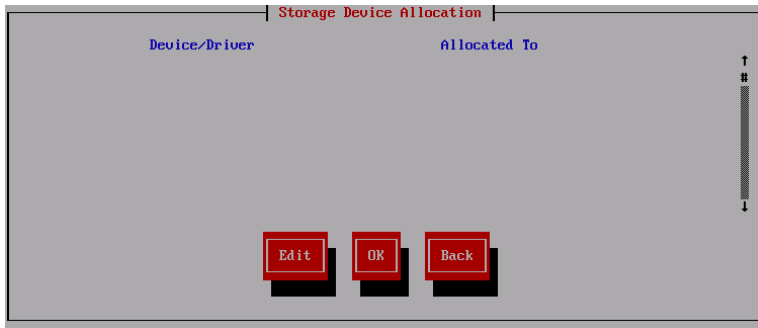 Storage Device Allocation
Device/Driver Allocated To
↑
#
↓
Edit OK Back